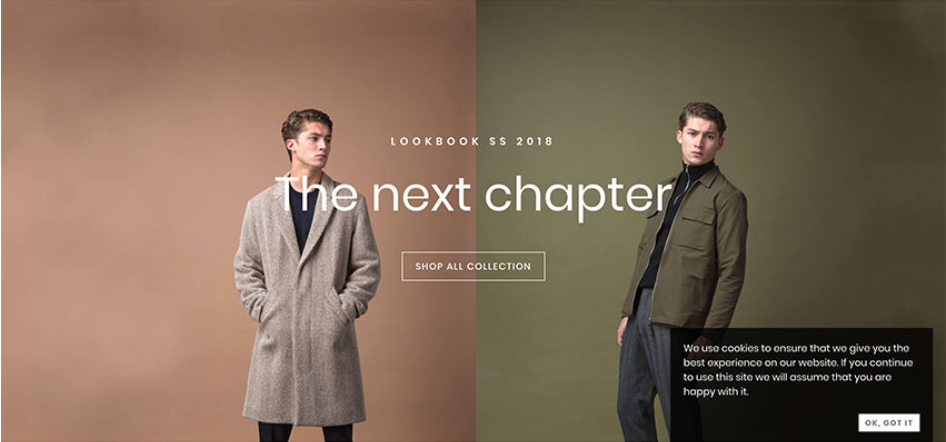 LOOKBOOK SS 2018
The next chapter
SHOP ALL COLLECTION
We use cookies to ensure that we give you the
best experience on our website. If you continue
to use this site we will assume that you are
happy with it.
OK, GOT IT